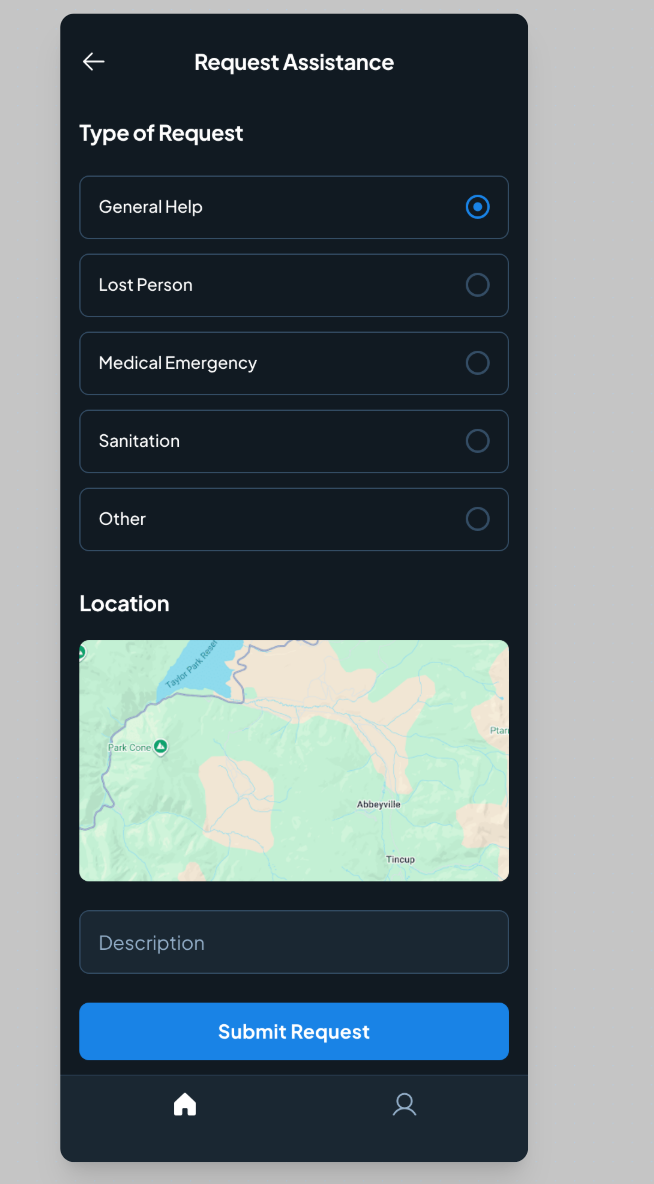 Request Assistance
Type of Request
General Help
Lost Person
Medical Emergency
Sanitation
Other
Location
Taylor Park Reser
Park Cone
Ptar
Abbeyville
Tincup
Description
Submit Request